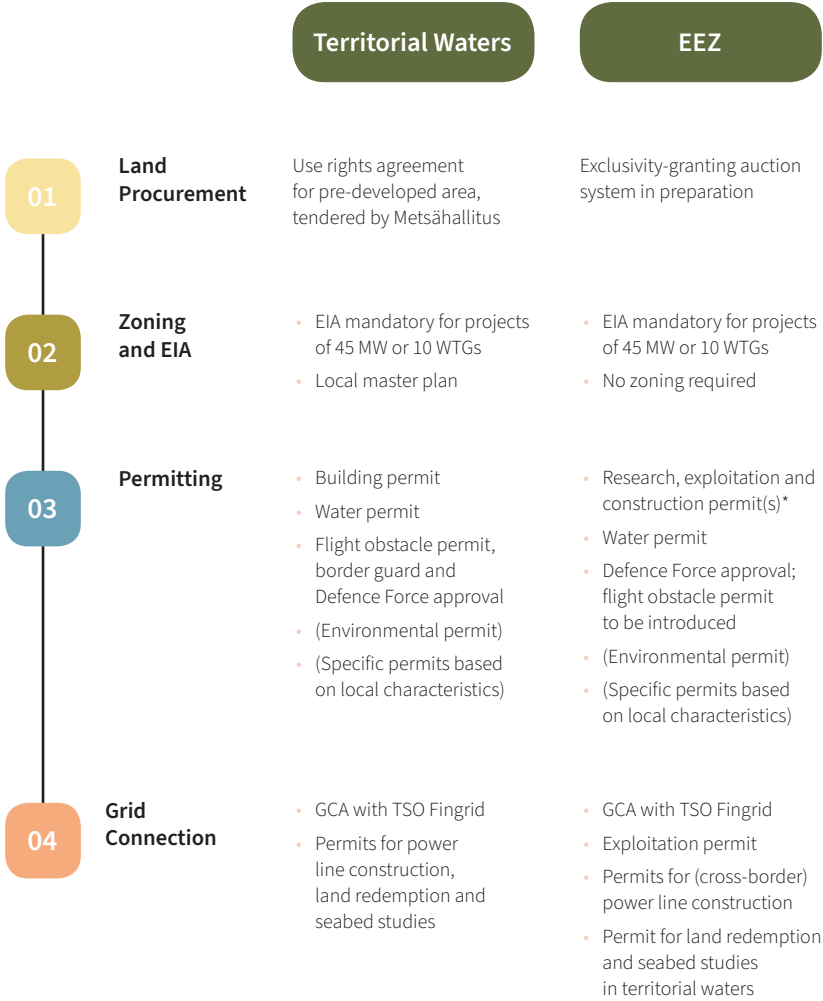 Territorial Waters
EEZ
01
Land
Procurement
Use rights agreement
for pre-developed area,
tendered by Metsähallitus
Exclusivity-granting auction
system in preparation
02
Zoning
and EIA
• EIA mandatory for projects
of 45 MW or 10 WTGs
• Local master plan
• EIA mandatory for projects
of 45 MW or 10 WTGs
• No zoning required
03
Permitting
• Building permit
• Water permit
• Flight obstacle permit,
border guard and
Defence Force approval
• (Environmental permit)
• (Specific permits based
on local characteristics)
• Research, exploitation and
construction permit(s)*
• Water permit
• Defence Force approval;
flight obstacle permit
to be introduced
• (Environmental permit)
• (Specific permits based
on local characteristics)
04
Grid
Connection
• GCA with TSO Fingrid
• Permits for power
line construction,
land redemption and
seabed studies
• GCA with TSO Fingrid
• Exploitation permit
• Permits for (cross-border)
power line construction
• Permit for land redemption
and seabed studies
in territorial waters